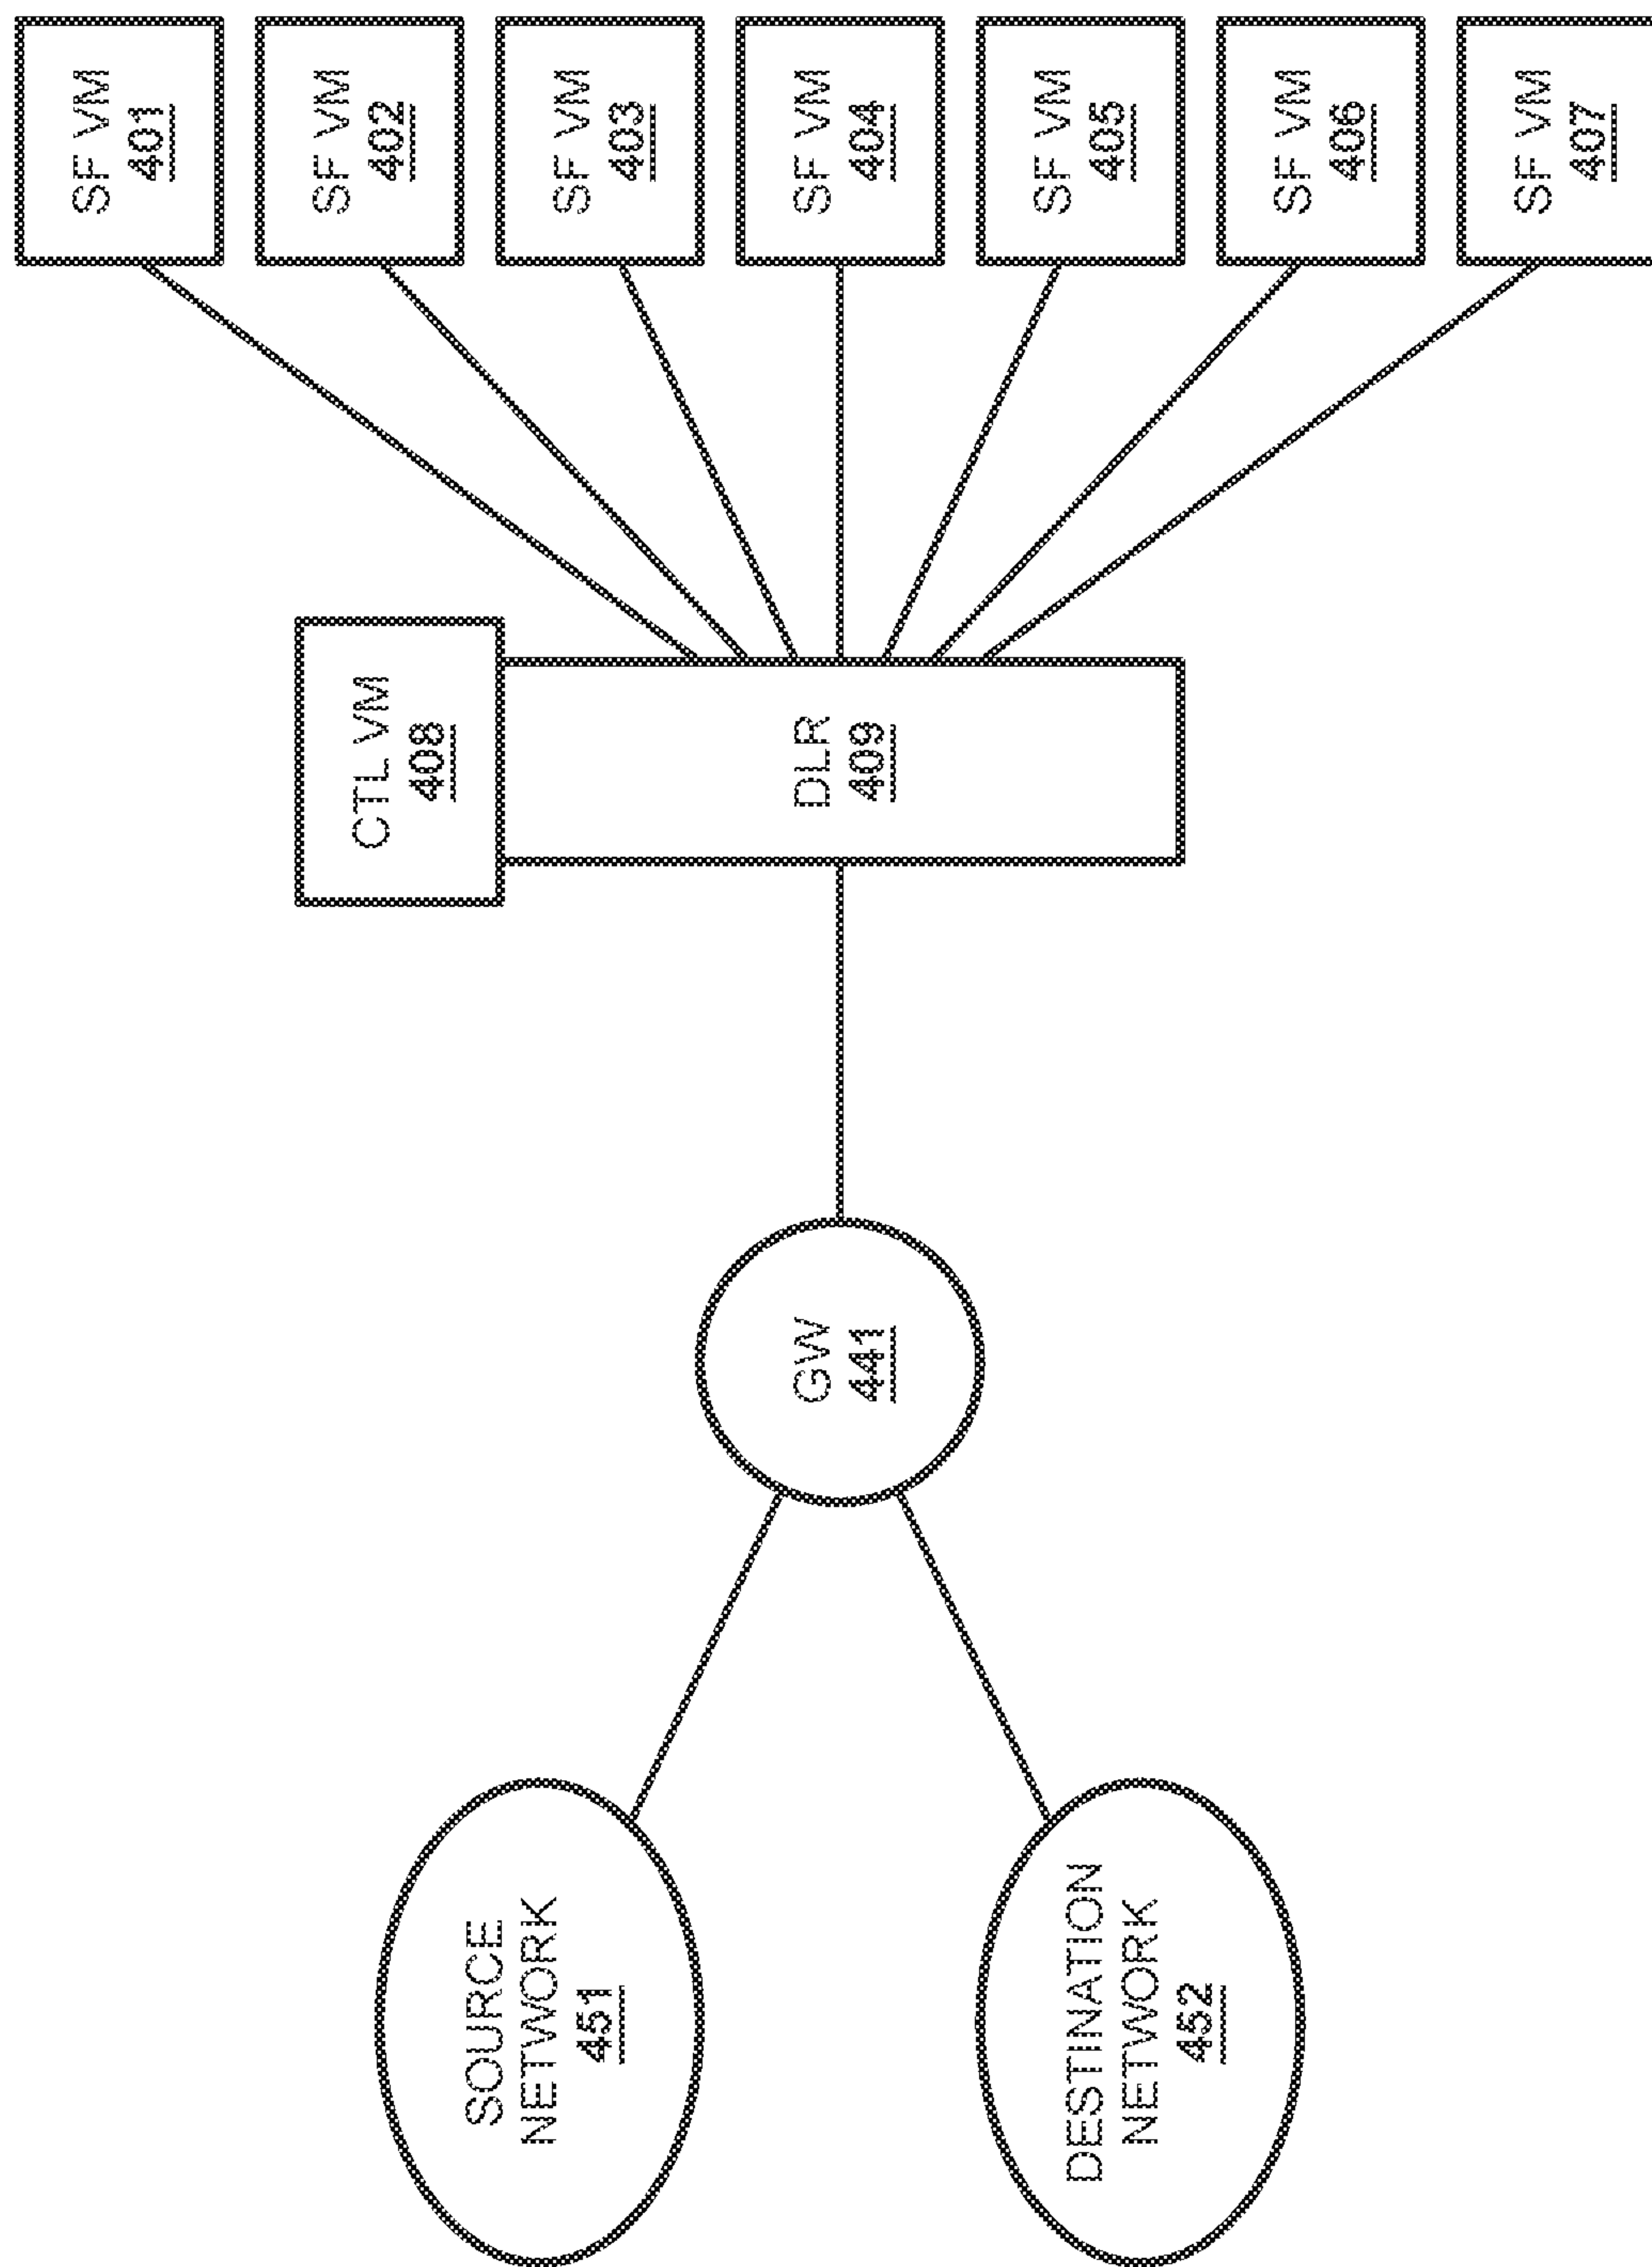 SOURCE
NETWORK
451
DESTINATION
NETWORK
452
GW
441
CTL VM
408
DLR
409
SF VM
401
SF VM
402
SF VM
403
SF VM
404
SF VM
405
SF VM
406
SF VM
407